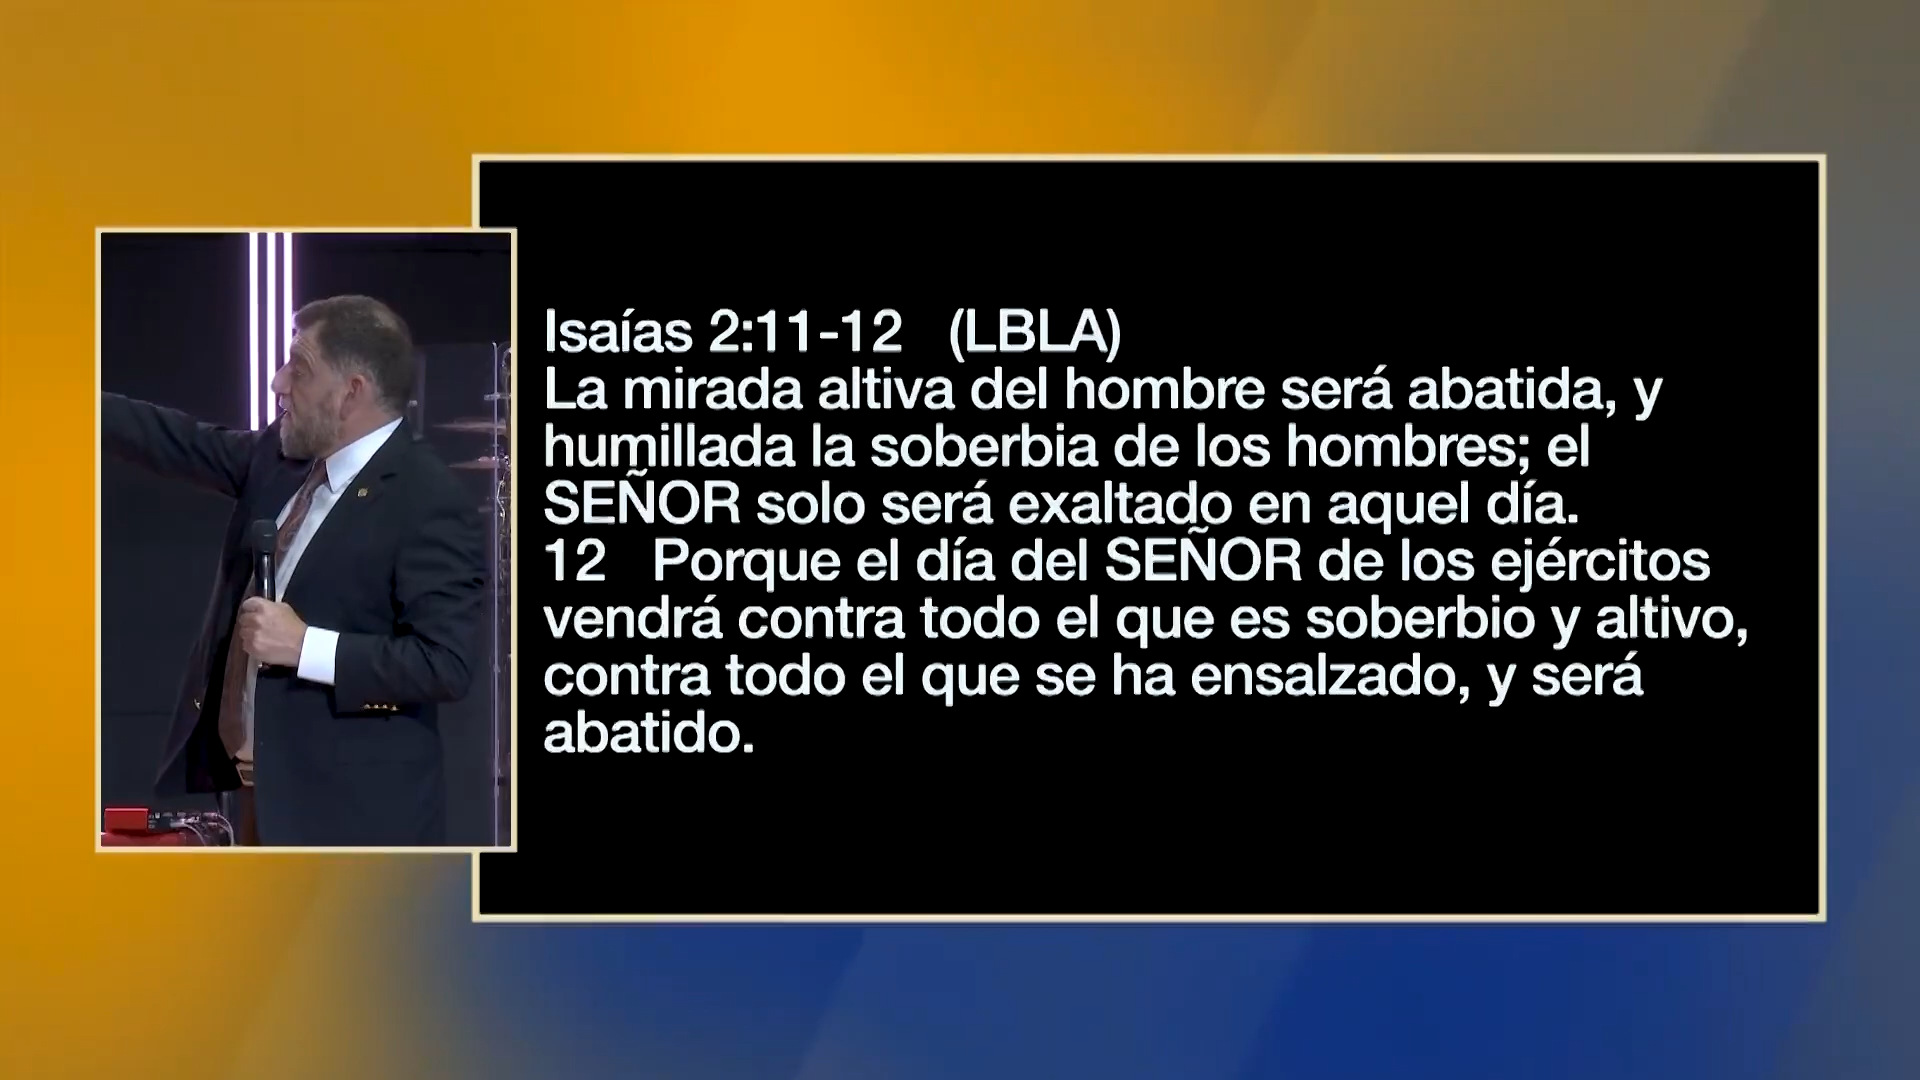 Isaías 2:11-12 (LBLA)
La mirada altiva del hombre será abatida, y
humillada la soberbia de los hombres; el
SEÑOR solo será exaltado en aquel día.
12 Porque el día del SEÑOR de los ejércitos
vendrá contra todo el que es soberbio y altivo,
contra todo el que se ha ensalzado, y será
abatido.